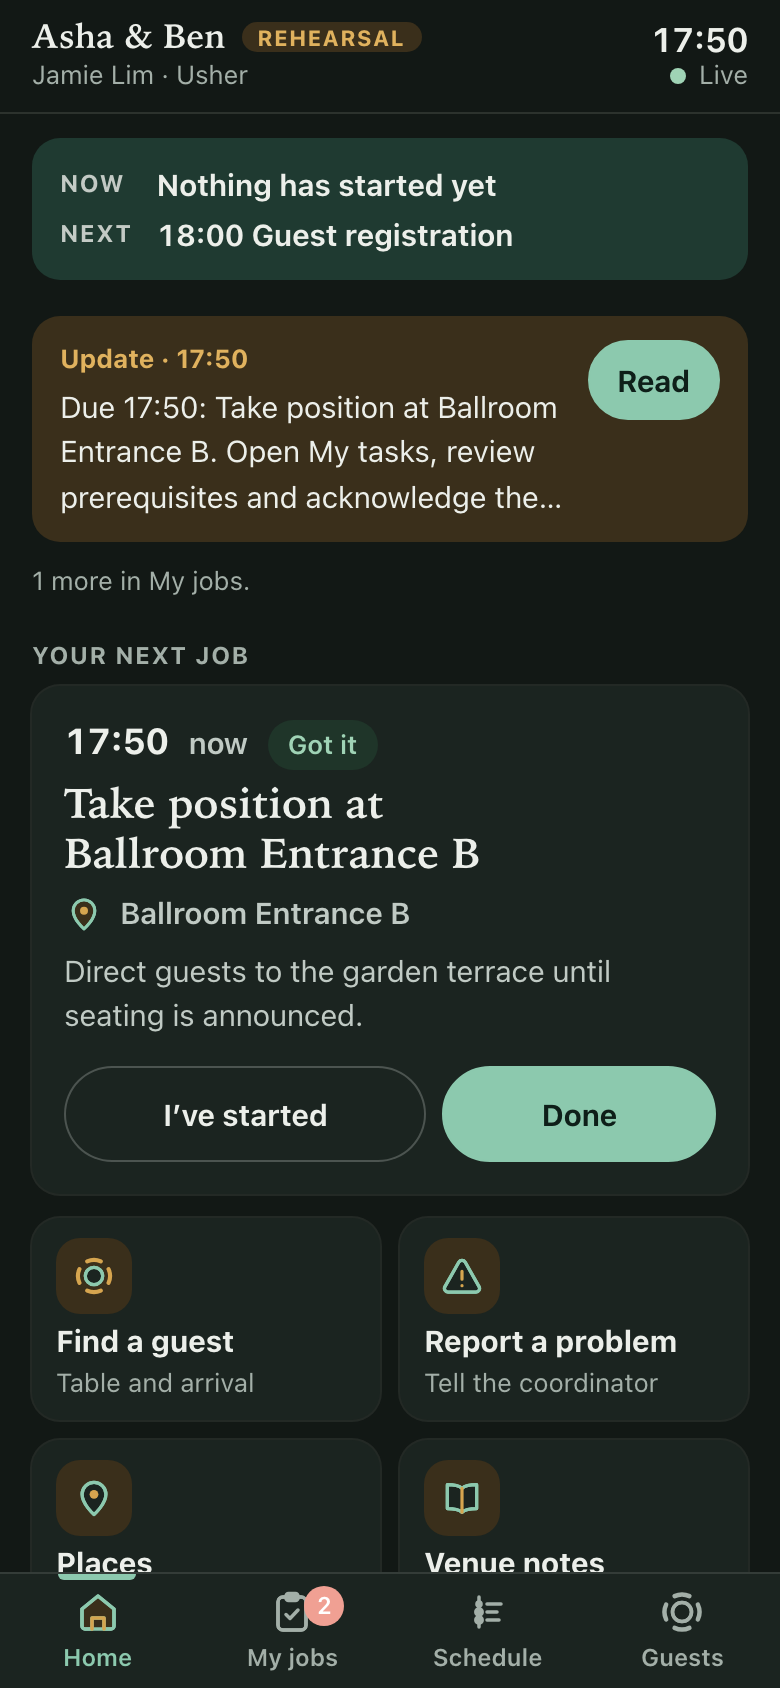 Asha & Ben REHEARSAL
17:50
Jamie Lim · Usher
Live
NOW Nothing has started yet
NEXT 18:00 Guest registration
Update · 17:50
Read
Due 17:50: Take position at Ballroom
Entrance B. Open My tasks, review
prerequisites and acknowledge the...
1 more in My jobs.
YOUR NEXT JOB
17:50 now Got it
Take position at
Ballroom Entrance B
Ballroom Entrance B
Direct guests to the garden terrace until
seating is announced.
I’ve started
Done
Find a guest
Table and arrival
Report a problem
Tell the coordinator
Places
Venue notes
Home
2
My jobs
Schedule
Guests